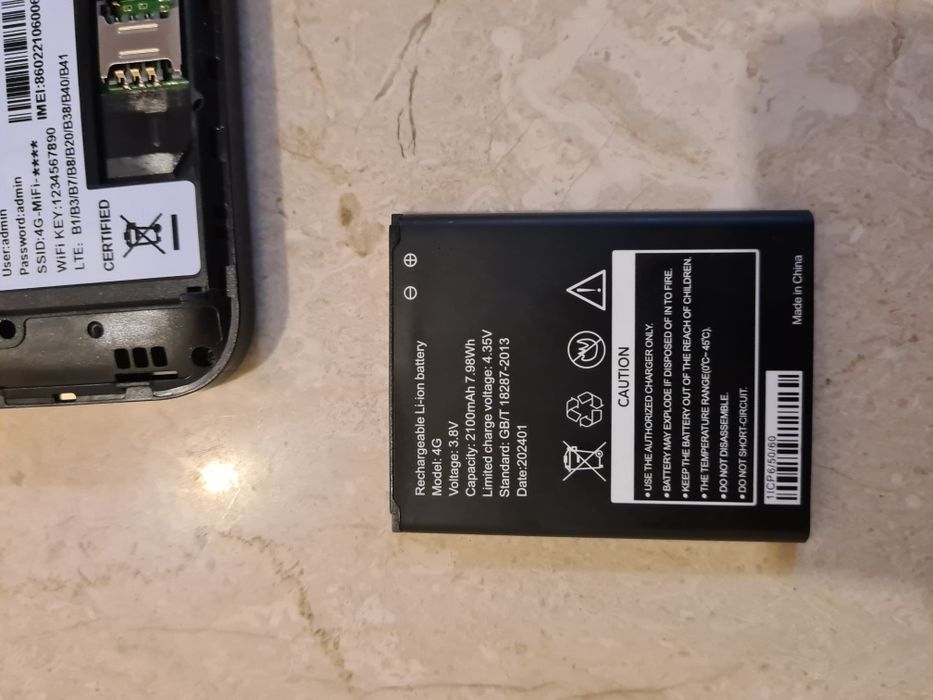 IMEI:86022106006
User:admin
Password:admin
SSID:4G-MiFi-****
WiFi KEY:1234567890
LTE: B1/B3/B7/B8/B20/B38/B40/B41
CERTIFIED
Rechargeable Li-ion battery
Model: 4G
Voltage: 3.8V
Capacity: 2100mAh 7.98Wh
Limited charge voltage: 4.35V
Standard: GB/T 18287-2013
Date:202401
CAUTION
• USE THE AUTHORIZED CHARGER ONLY.
• BATTERY MAY EXPLODE IF DISPOSED OF IN TO FIRE.
• KEEP THE BATTERY OUT OF THE REACH OF CHILDREN.
• THE TEMPERATURE RANGE(0℃~ 45℃).
• DO NOT DISASSEMBLE.
• DO NOT SHORT-CIRCUIT.
1ICP6/50/60
Made in China